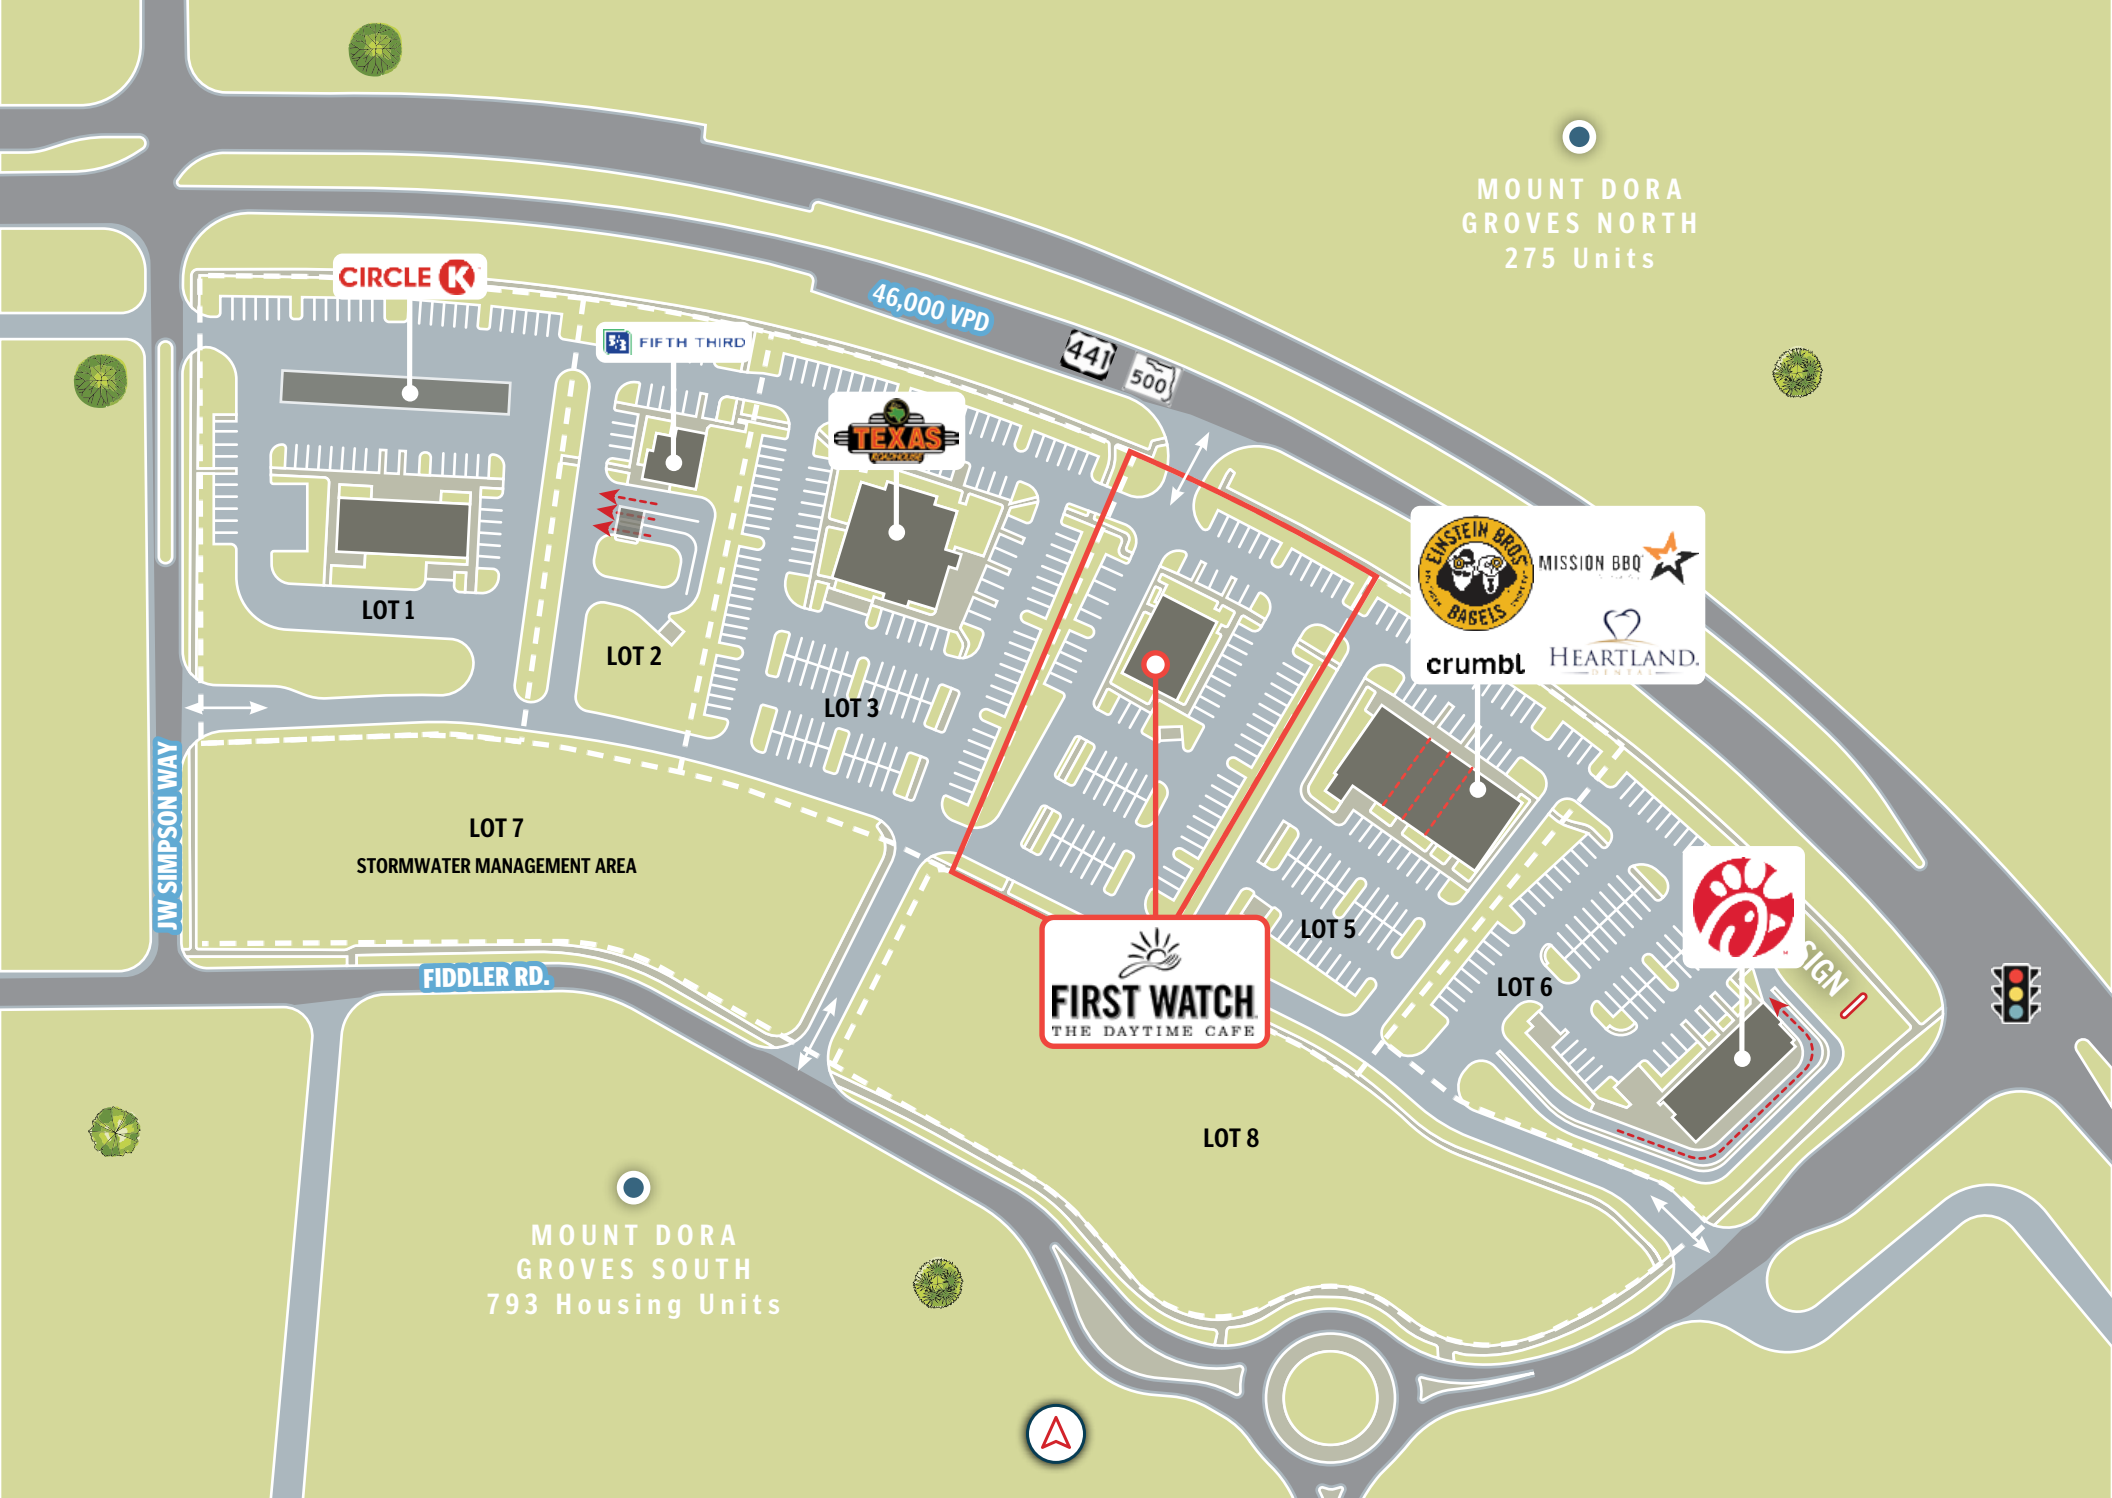 MOUNT DORA
GROVES NORTH
275 Units
CIRCLE K
46,000 VPD
FIFTH THIRD
441
500
TEXAS
ROADHOUSE
EINSTEIN BROS
BAGELS
MISSION BBQ
crumbl
HEARTLAND
DENTAL
LOT 1
LOT 2
LOT 3
JW SIMPSON WAY
LOT 7
STORMWATER MANAGEMENT AREA
LOT 5
SIGN
LOT 6
FIDDLER RD.
FIRST WATCH
THE DAYTIME CAFE
LOT 8
MOUNT DORA
GROVES SOUTH
793 Housing Units